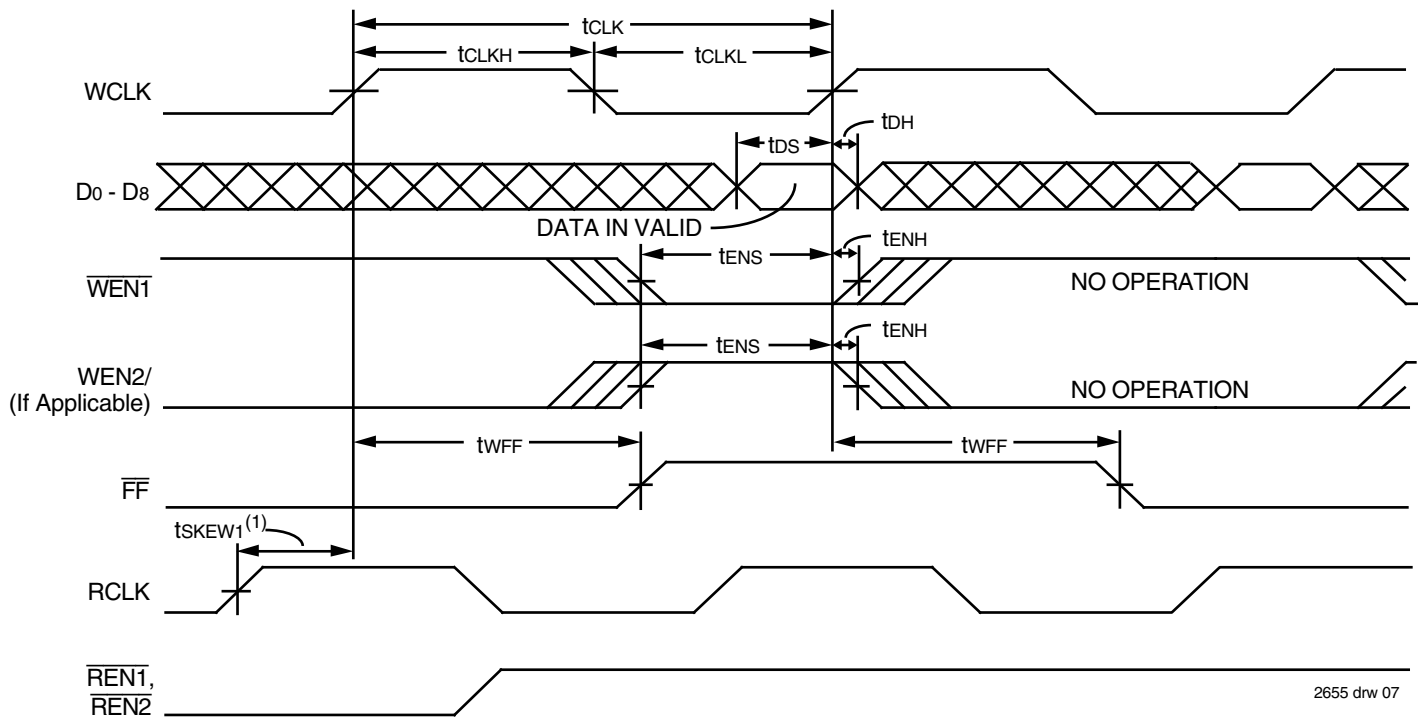 tCLK
tCLKH
tCLKL
WCLK
tDH
tDS
D0 - D8
DATA IN VALID
tENS
tENH
WEN1
NO OPERATION
tENH
tENS
WEN2/
(If Applicable)
NO OPERATION
tWFF
tWFF
FF
tSKEW1(1)
RCLK
REN1,
REN2
2655 drw 07